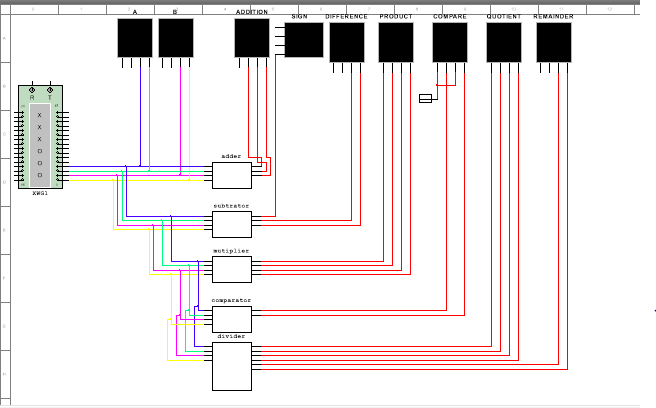 A B ADDITION SIGN DIFFERENCE PRODUCT COMPARE QUOTIENT REMAINDER
R T
X
X
X
O
O
O
XWG1
adder
subtrator
mutiplier
comparator
divider